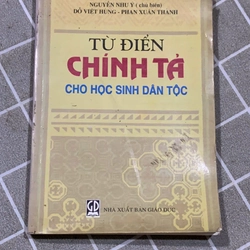 NGUYỄN NHƯ Ý (chủ biên)
ĐỖ VIỆT HÙNG - PHAN XUÂN THÀNH
TỪ ĐIỂN
CHÍNH TẢ
CHO HỌC SINH DÂN TỘC
NHÀ XUẤT BẢN GIÁO DỤC